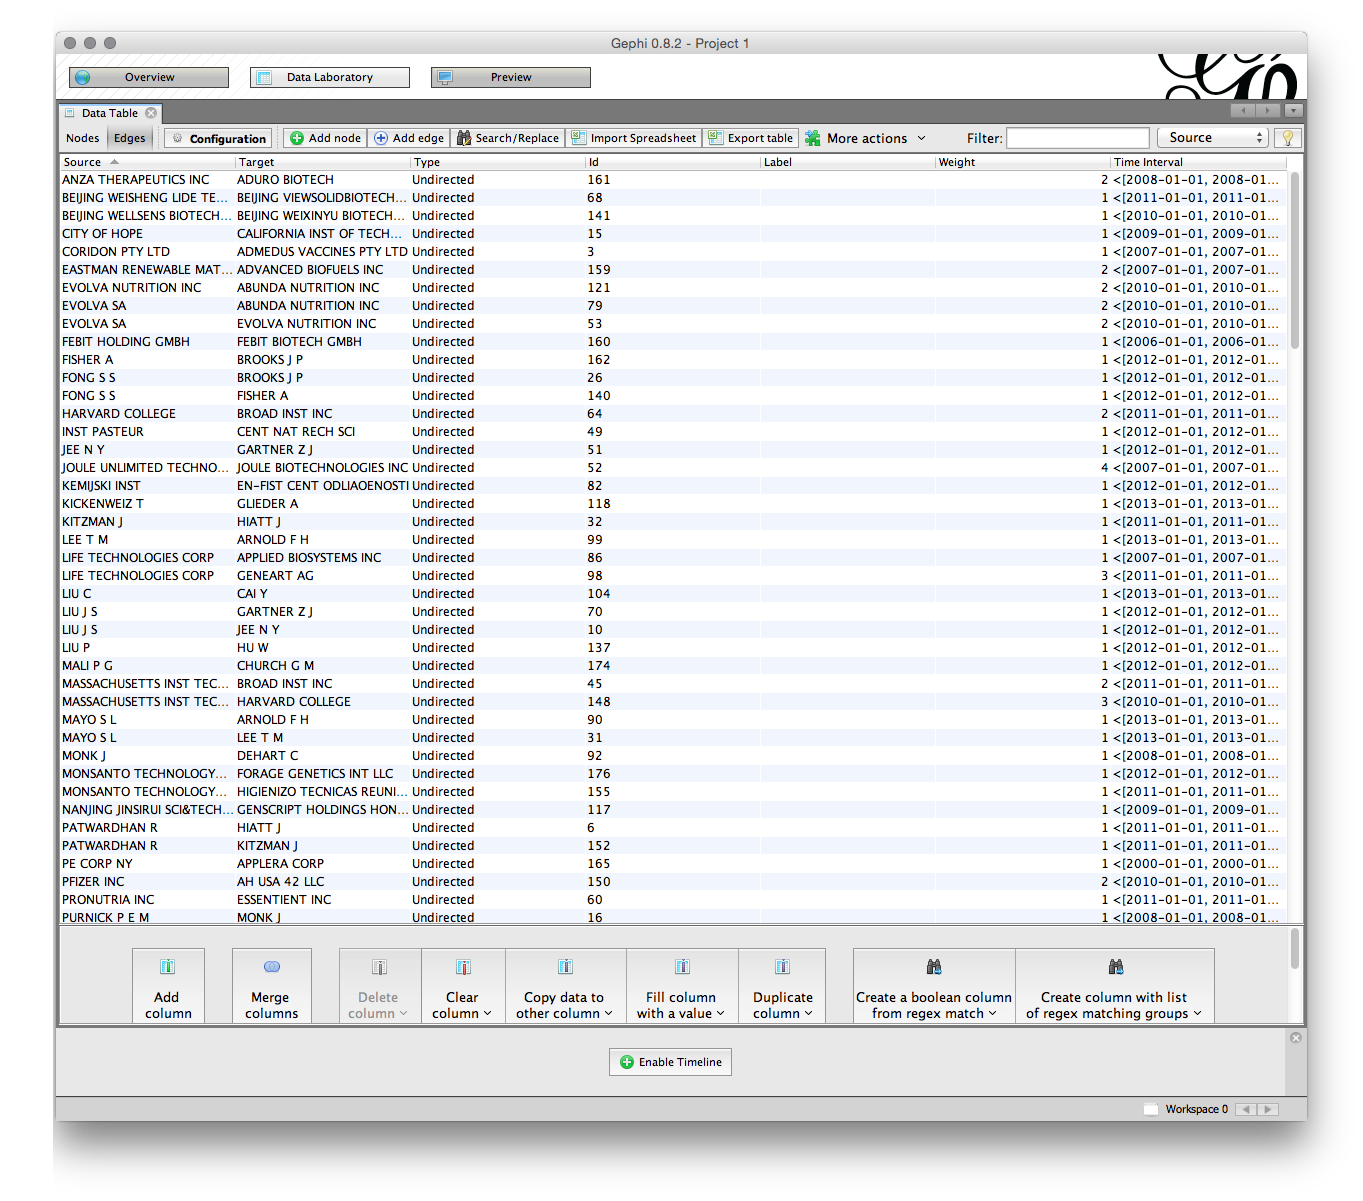 Gephi 0.8.2 - Project 1
Overview Data Laboratory Preview
Data Table
Nodes Edges Configuration Add node Add edge Search/Replace Import Spreadsheet Export table More actions Filter: Source
Source Target Type Id Label Weight Time Interval
ANZA THERAPEUTICS INC ADURO BIOTECH Undirected 161 2 <[2008-01-01, 2008-01...
BEIJING WEISHENG LIDE TE... BEIJING VIEWSOLIDBIOTECH... Undirected 68 1 <[2011-01-01, 2011-01...
BEIJING WELLSENS BIOTECH... BEIJING WEIXINYU BIOTECH... Undirected 141 1 <[2010-01-01, 2010-01...
CITY OF HOPE CALIFORNIA INST OF TECH... Undirected 15 1 <[2009-01-01, 2009-01...
CORIDON PTY LTD ADMEDUS VACCINES PTY LTD Undirected 3 1 <[2007-01-01, 2007-01...
EASTMAN RENEWABLE MAT... ADVANCED BIOFUELS INC Undirected 159 2 <[2007-01-01, 2007-01...
EVOLVA NUTRITION INC ABUNDA NUTRITION INC Undirected 121 2 <[2010-01-01, 2010-01...
EVOLVA SA ABUNDA NUTRITION INC Undirected 79 2 <[2010-01-01, 2010-01...
EVOLVA SA EVOLVA NUTRITION INC Undirected 53 2 <[2010-01-01, 2010-01...
FEBIT HOLDING GMBH FEBIT BIOTECH GMBH Undirected 160 1 <[2006-01-01, 2006-01...
FISHER A BROOKS J P Undirected 162 1 <[2012-01-01, 2012-01...
FONG S S BROOKS J P Undirected 26 1 <[2012-01-01, 2012-01...
FONG S S FISHER A Undirected 140 1 <[2012-01-01, 2012-01...
HARVARD COLLEGE BROAD INST INC Undirected 64 2 <[2011-01-01, 2011-01...
INST PASTEUR CENT NAT RECH SCI Undirected 49 1 <[2012-01-01, 2012-01...
JEE N Y GARTNER Z J Undirected 51 1 <[2012-01-01, 2012-01...
JOULE UNLIMITED TECHNO... JOULE BIOTECHNOLOGIES INC Undirected 52 4 <[2007-01-01, 2007-01...
KEMIJSKI INST EN-FIST CENT ODLIAOENOSTI Undirected 82 1 <[2012-01-01, 2012-01...
KICKENWEIZ T GLIEDER A Undirected 118 1 <[2013-01-01, 2013-01...
KITZMAN J HIATT J Undirected 32 1 <[2011-01-01, 2011-01...
LEE T M ARNOLD F H Undirected 99 1 <[2013-01-01, 2013-01...
LIFE TECHNOLOGIES CORP APPLIED BIOSYSTEMS INC Undirected 86 1 <[2007-01-01, 2007-01...
LIFE TECHNOLOGIES CORP GENEART AG Undirected 98 3 <[2011-01-01, 2011-01...
LIU C CAI Y Undirected 104 1 <[2013-01-01, 2013-01...
LIU J S GARTNER Z J Undirected 70 1 <[2012-01-01, 2012-01...
LIU J S JEE N Y Undirected 10 1 <[2012-01-01, 2012-01...
LIU P HU W Undirected 137 1 <[2012-01-01, 2012-01...
MALI P G CHURCH G M Undirected 174 1 <[2012-01-01, 2012-01...
MASSACHUSETTS INST TEC... BROAD INST INC Undirected 45 2 <[2011-01-01, 2011-01...
MASSACHUSETTS INST TEC... HARVARD COLLEGE Undirected 148 3 <[2010-01-01, 2010-01...
MAYO S L ARNOLD F H Undirected 90 1 <[2013-01-01, 2013-01...
MAYO S L LEE T M Undirected 31 1 <[2013-01-01, 2013-01...
MONK J DEHART C Undirected 92 1 <[2008-01-01, 2008-01...
MONSANTO TECHNOLOGY... FORAGE GENETICS INT LLC Undirected 176 1 <[2012-01-01, 2012-01...
MONSANTO TECHNOLOGY... HIGIENIZO TECNICAS REUNI... Undirected 155 1 <[2011-01-01, 2011-01...
NANJING JINSIRUI SCI&TECH... GENSCRIPT HOLDINGS HON... Undirected 117 1 <[2009-01-01, 2009-01...
PATWARDHAN R HIATT J Undirected 6 1 <[2011-01-01, 2011-01...
PATWARDHAN R KITZMAN J Undirected 152 1 <[2011-01-01, 2011-01...
PE CORP NY APPLERA CORP Undirected 165 1 <[2000-01-01, 2000-01...
PFIZER INC AH USA 42 LLC Undirected 150 2 <[2010-01-01, 2010-01...
PRONUTRIA INC ESSENTIENT INC Undirected 60 1 <[2011-01-01, 2011-01...
PURNICK P E M MONK J Undirected 16 1 <[2008-01-01, 2008-01...
Add Merge Delete Clear Copy data to Fill column Duplicate Create a boolean column Create column with list
column columns column column other column with a value column from regex match of regex matching groups
Enable Timeline
Workspace 0